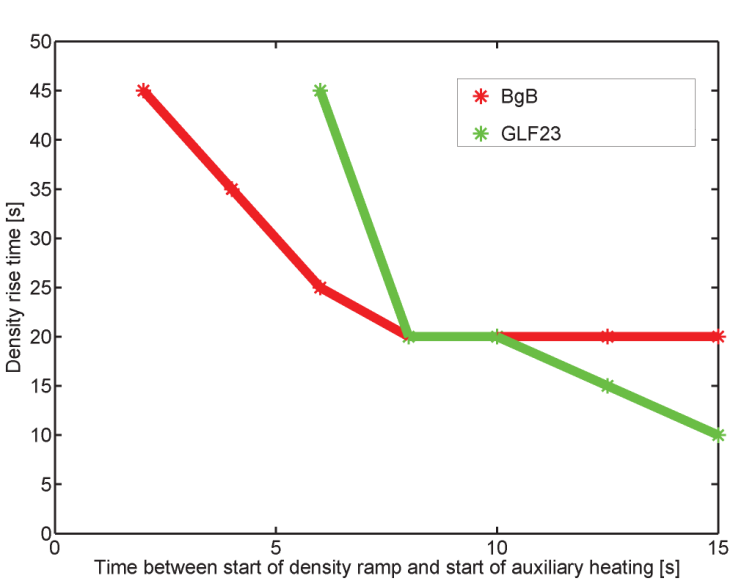 50
45
40
35
30
25
20
15
10
5
0
Density rise time [s]
BgB
GLF23
0 5 10 15
Time between start of density ramp and start of auxiliary heating [s]